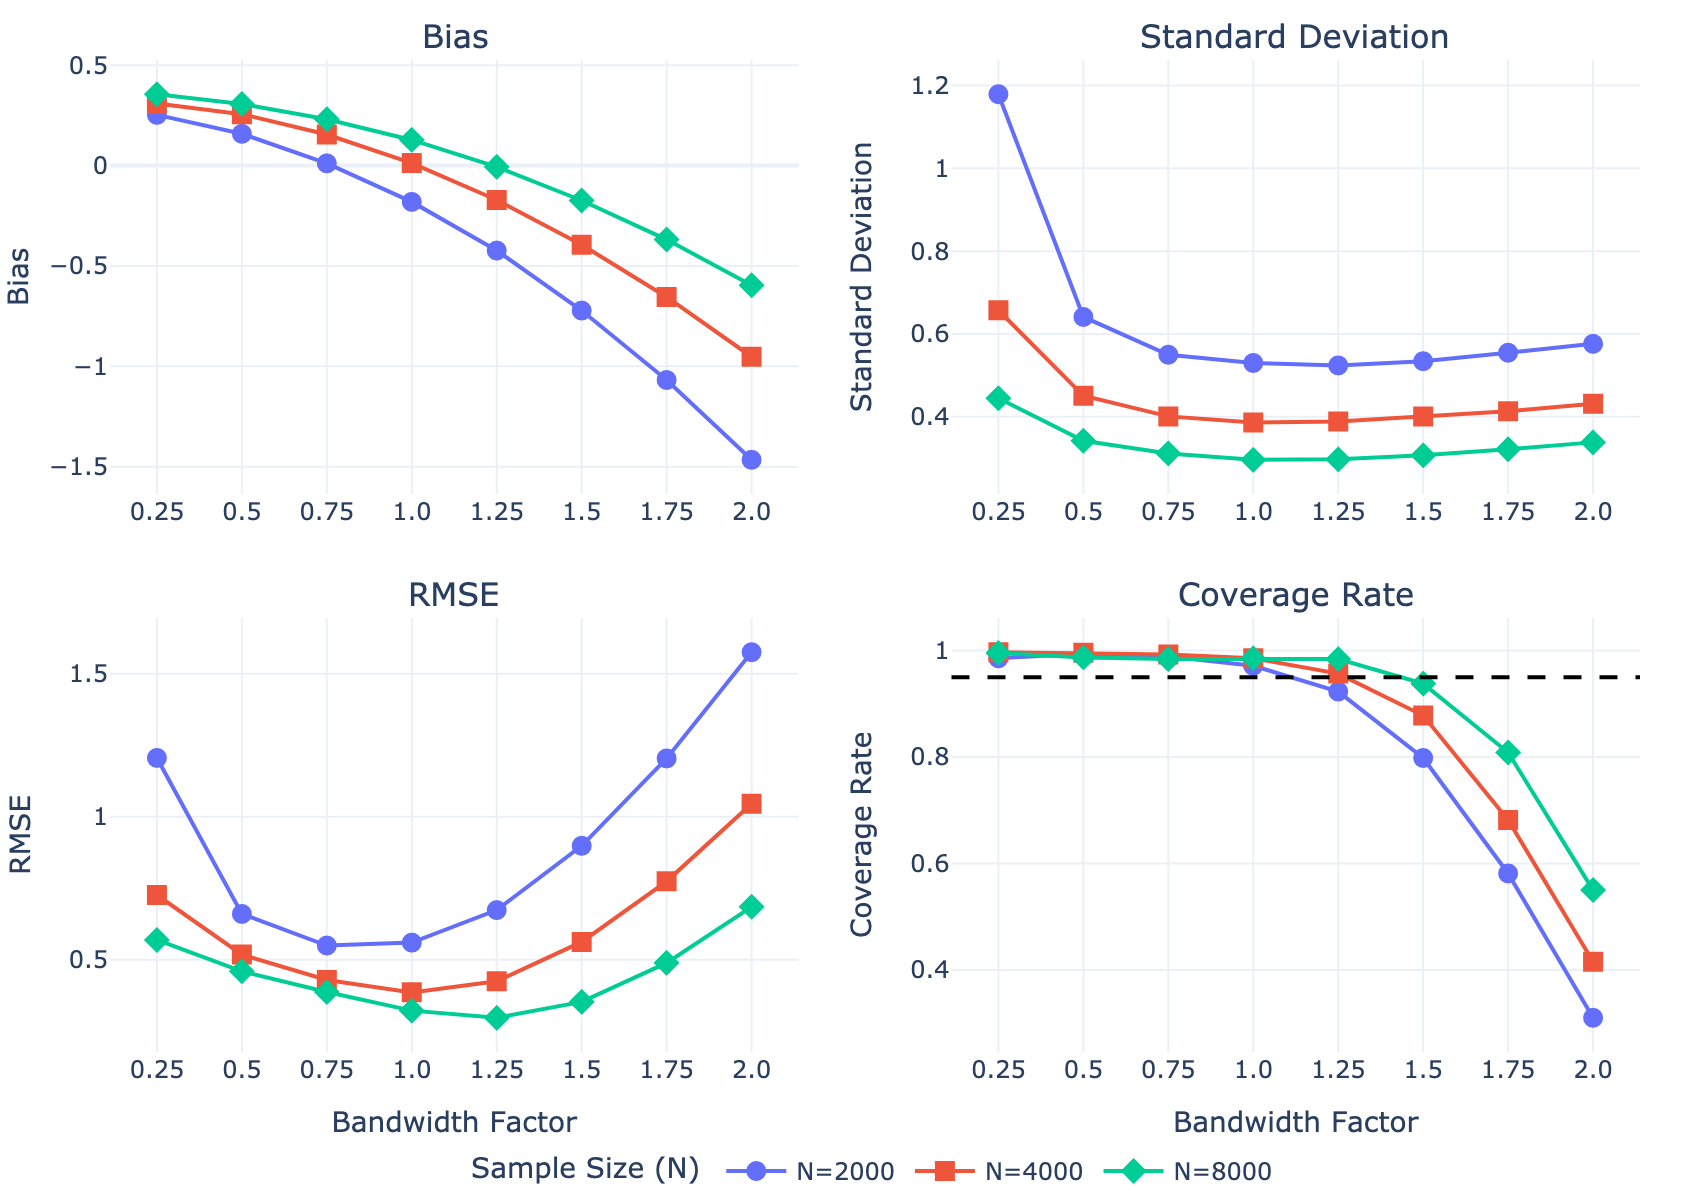 Bias
Standard Deviation
Bias
0.5
0
−0.5
−1
−1.5
0.25 0.5 0.75 1.0 1.25 1.5 1.75 2.0
Standard Deviation
1.2
1
0.8
0.6
0.4
0.25 0.5 0.75 1.0 1.25 1.5 1.75 2.0
RMSE
Coverage Rate
RMSE
1.5
1
0.5
0.25 0.5 0.75 1.0 1.25 1.5 1.75 2.0
Bandwidth Factor
Coverage Rate
1
0.8
0.6
0.4
0.25 0.5 0.75 1.0 1.25 1.5 1.75 2.0
Bandwidth Factor
Sample Size (N) N=2000 N=4000 N=8000